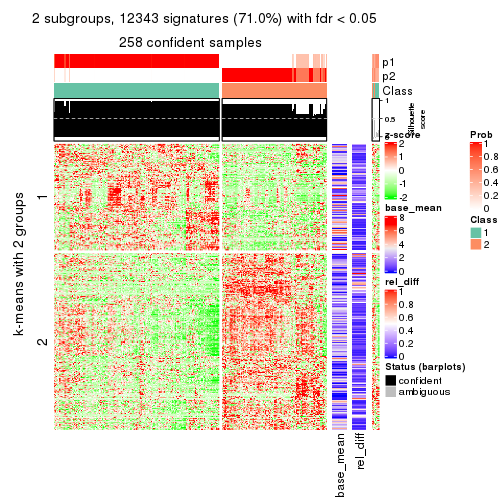 2 subgroups, 12343 signatures (71.0%) with fdr < 0.05
258 confident samples
p1
p2
Class
1
0.5
0
Silhouette
score
k-means with 2 groups
1
2
z-score
2
1
0
-1
-2
base_mean
8
6
4
2
0
rel_diff
1
0.8
0.6
0.4
0.2
0
Status (barplots)
confident
ambiguous
Prob
1
0.8
0.6
0.4
0.2
0
Class
1
2
base_mean
rel_diff